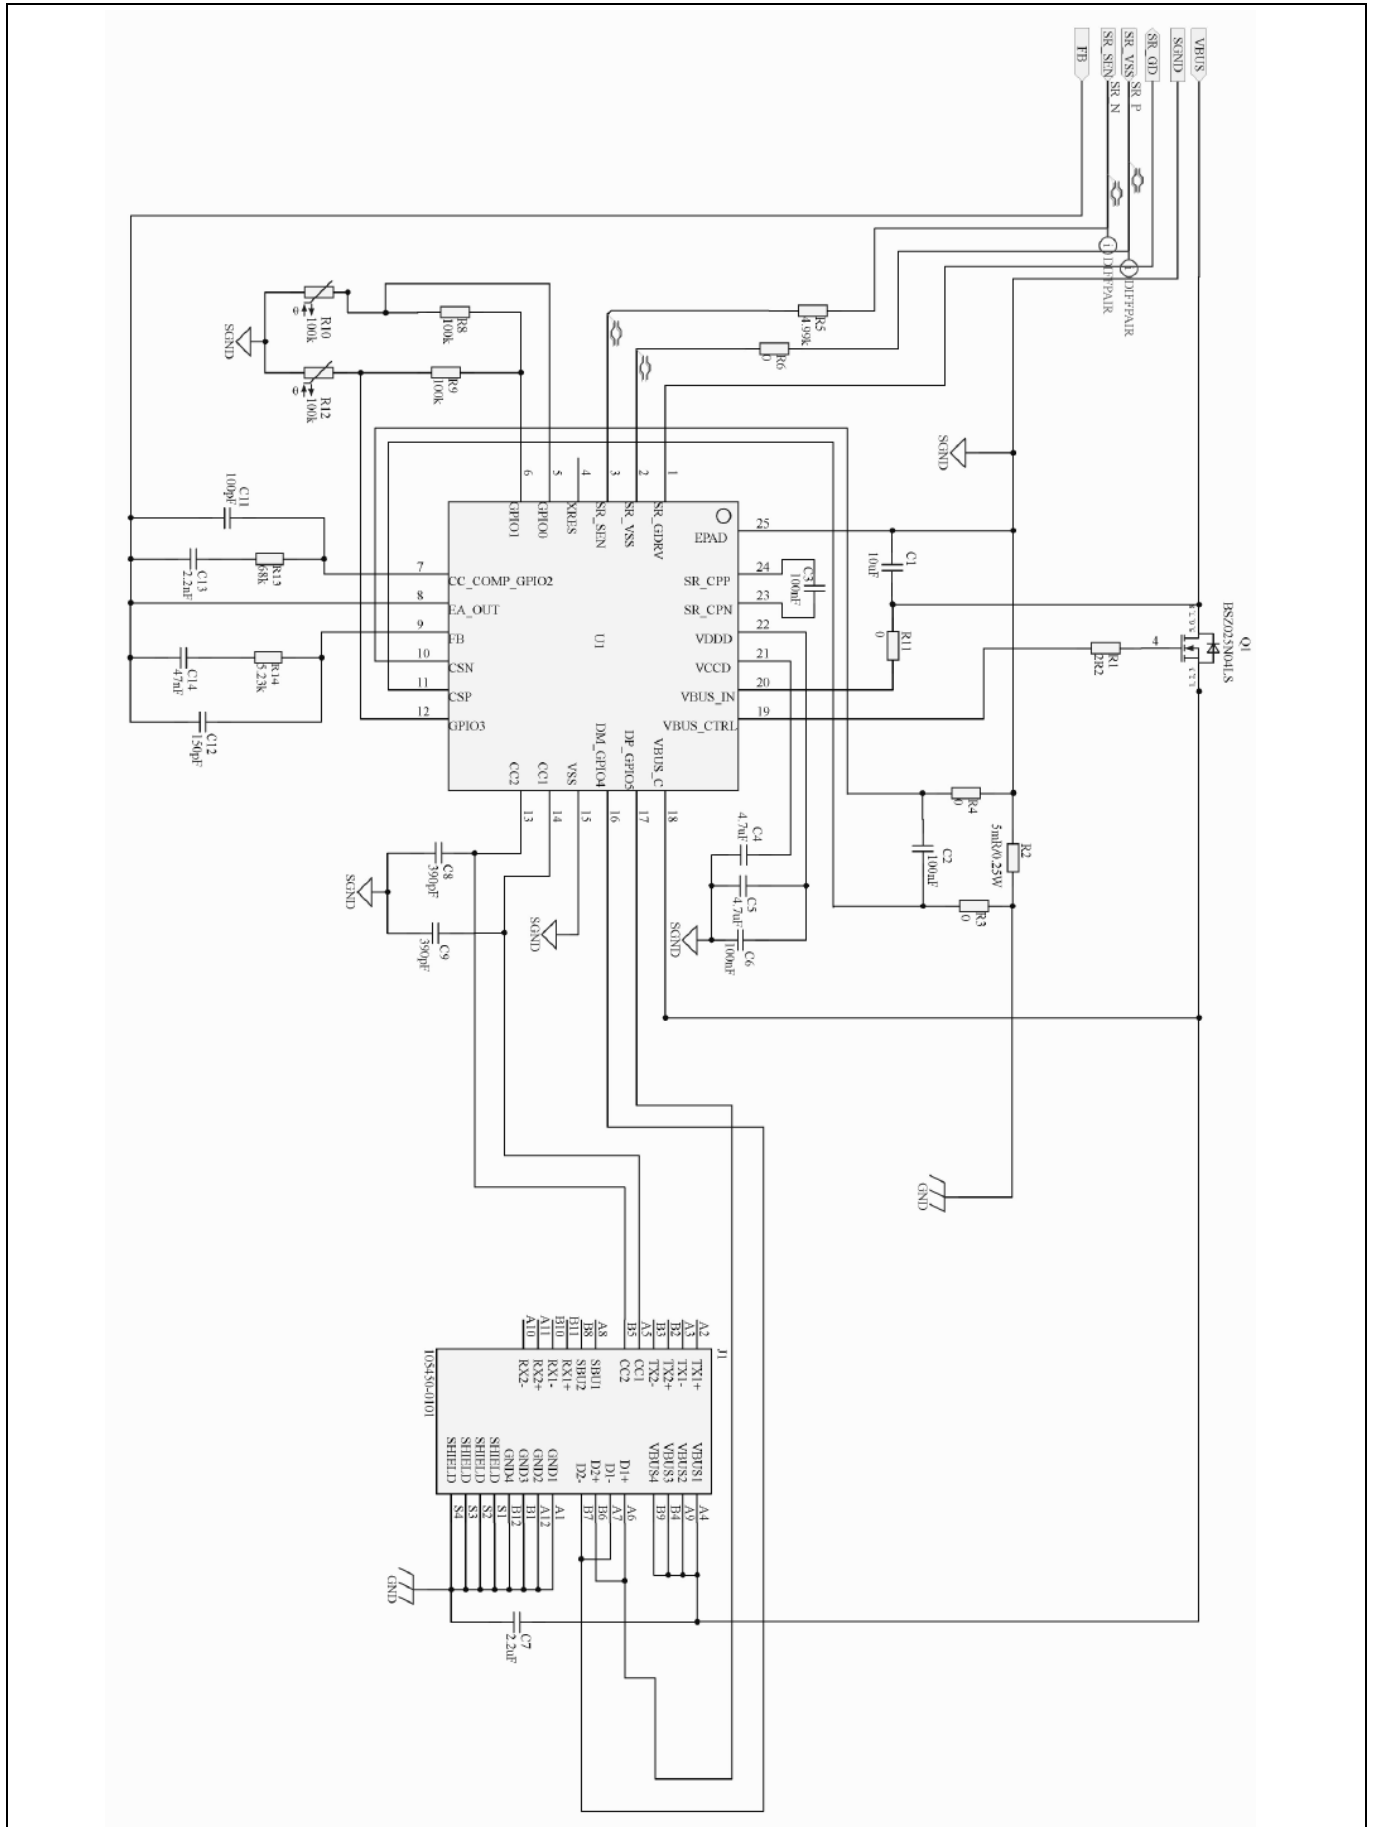 VBUS
SGND
SR_GD
SR_VSS
SR_SEN
FB
SR_P
SR_N
i
DIFFPAIR
i
DIFFPAIR
R5
4.99k
R6
0
R8
100k
R9
100k
R10
θ
100k
R12
θ
100k
SGND
SGND
6
5
4
3
2
1
GPIO1
GPIO0
XRES
SR_SEN
SR_VSS
SR_GDRV
U1
7
CC_COMP_GPIO2
8
EA_OUT
9
FB
10
CSN
11
CSP
12
GPIO3
25
EPAD
24
SR_CPP
23
SR_CPN
22
VDDD
21
VCCD
20
VBUS_IN
19
VBUS_CTRL
CC2
CC1
VSS
DM_GPIO4
DP_GPIO5
VBUS_C
13
14
15
16
17
18
C11
100pF
C13
2.2nF
R13
68k
C14
47nF
R14
5.23k
C12
150pF
C1
10uF
C3
100nF
R11
0
R1
2R2
4
Q1
BSZ025N04LS
R4
0
R2
5mR/0.25W
C2
100nF
R3
0
C4
4.7uF
C5
4.7uF
C6
100nF
SGND
C8
390pF
C9
390pF
SGND
SGND
GND
J1
105450-0101
A10
A11
B10
B11
B8
A8
B5
A5
B3
B2
A3
A2
RX2-
RX2+
RX1-
RX1+
SBU2
SBU1
CC2
CC1
TX2-
TX2+
TX1-
TX1+
SHIELD
SHIELD
SHIELD
SHIELD
GND4
GND3
GND2
GND1
D2-
D2+
D1-
D1+
VBUS4
VBUS3
VBUS2
VBUS1
S4
S3
S2
S1
B12
B1
A12
A1
B7
B6
A7
A6
B9
B4
A9
A4
GND
C7
2.2uF